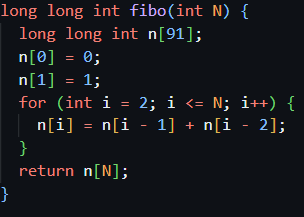 long long int fibo(int N) {
  long long int n[91];
  n[0] = 0;
  n[1] = 1;
  for (int i = 2; i <= N; i++) {
    n[i] = n[i - 1] + n[i - 2];
  }
  return n[N];
}